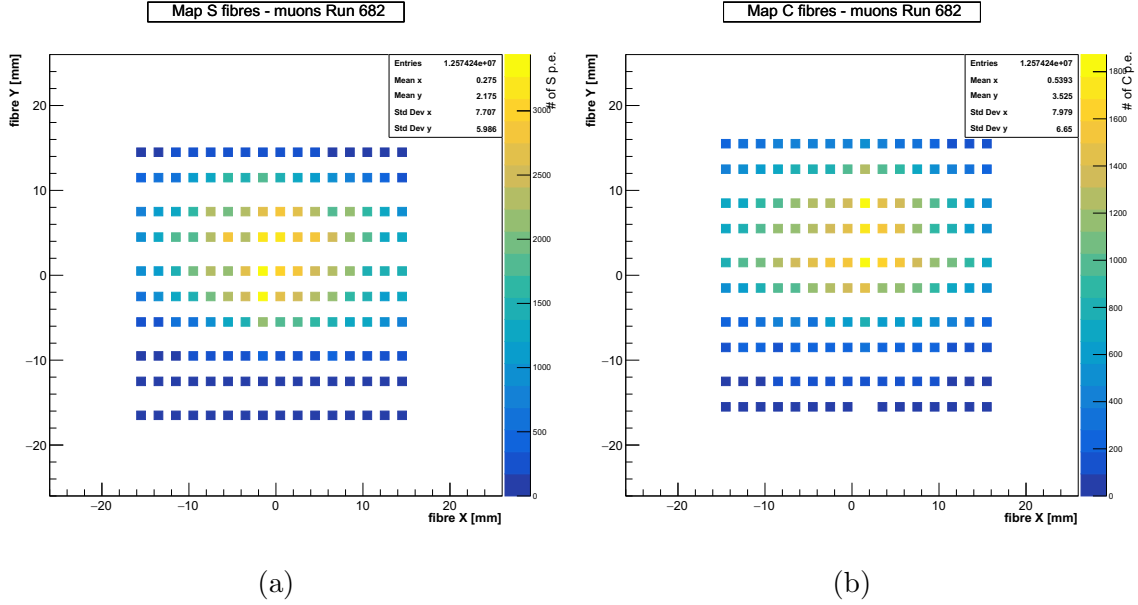 Map S fibres - muons Run 682
fibre Y [mm]
20
10
0
−10
−20
−20 −10 0 10 20
fibre X [mm]
Entries 1.257424e+07
Mean x 0.275
Mean y 2.175
Std Dev x 7.707
Std Dev y 5.986
# of S p.e.
3000
2500
2000
1500
1000
500
0
(a)
Map C fibres - muons Run 682
fibre Y [mm]
20
10
0
−10
−20
−20 −10 0 10 20
fibre X [mm]
Entries 1.257424e+07
Mean x 0.5393
Mean y 3.525
Std Dev x 7.979
Std Dev y 6.65
# of C p.e.
1800
1600
1400
1200
1000
800
600
400
200
0
(b)